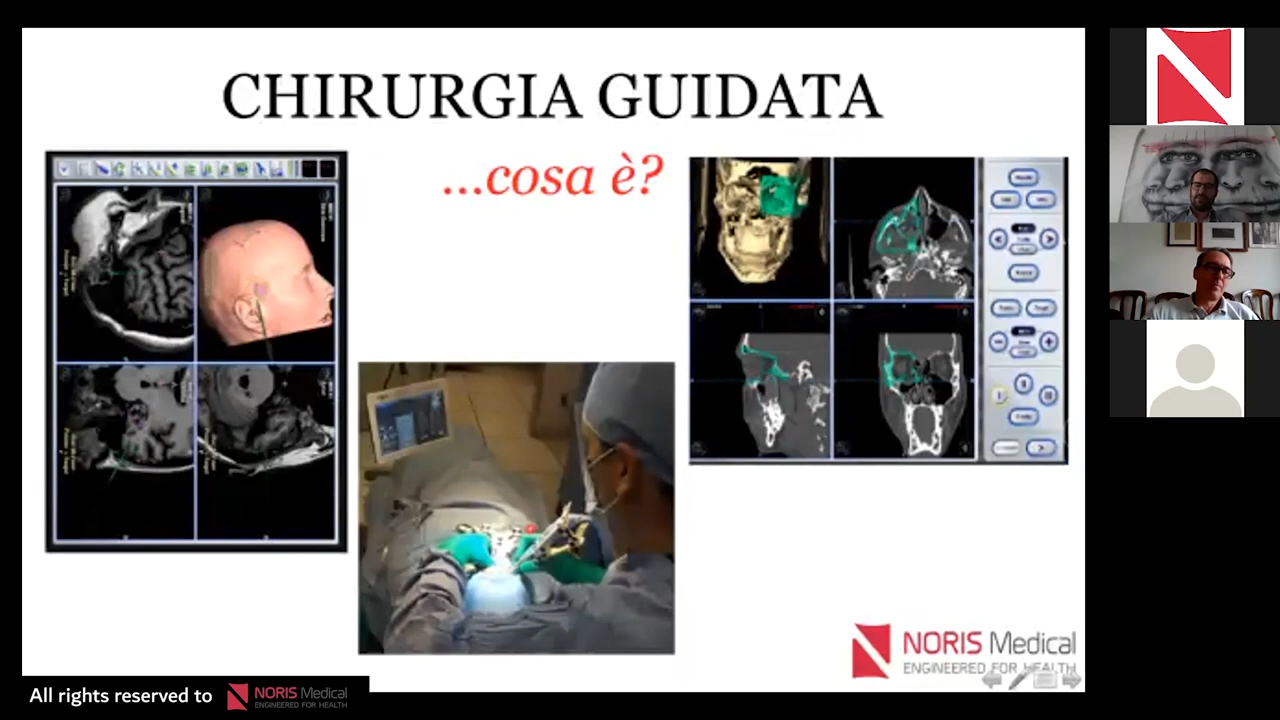 CHIRURGIA GUIDATA
...cosa è?
NORIS Medical
ENGINEERED FOR HEALTH
All rights reserved to
NORIS Medical
ENGINEERED FOR HEALTH